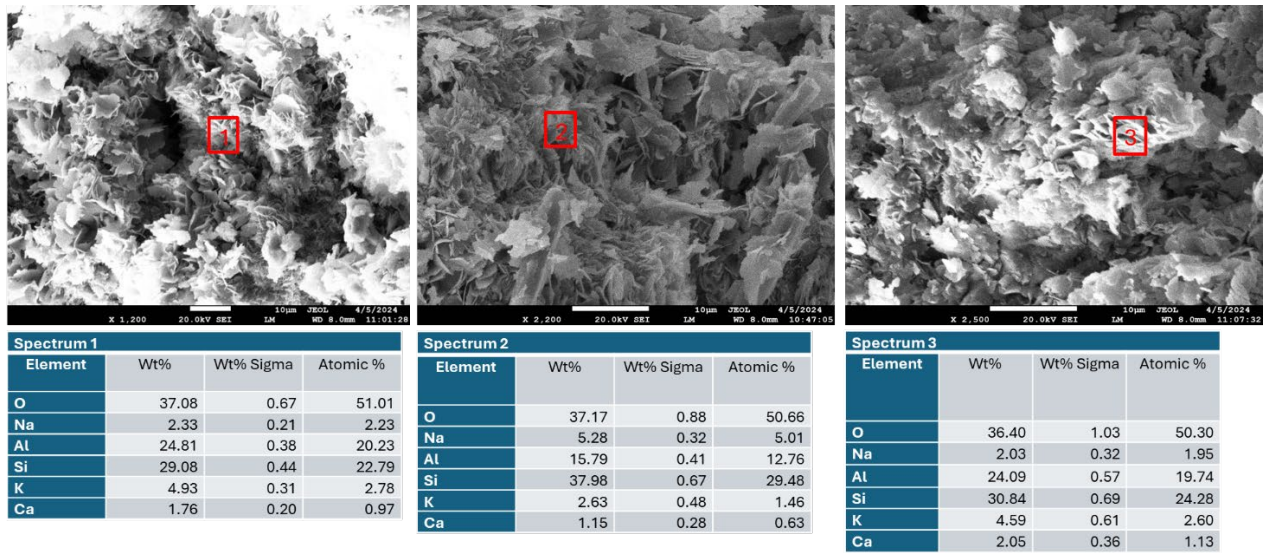 1
10µm JEOL 4/5/2024
X 1,200 20.0kV SEI LM WD 8.0mm 11:01:28
2
10µm JEOL 4/5/2024
X 2,200 20.0kV SEI LM WD 8.0mm 10:47:05
3
10µm JEOL 4/5/2024
X 2,500 20.0kV SEI LM WD 8.0mm 11:07:32
Spectrum 1
Element Wt% Wt% Sigma Atomic %
O 37.08 0.67 51.01
Na 2.33 0.21 2.23
Al 24.81 0.38 20.23
Si 29.08 0.44 22.79
K 4.93 0.31 2.78
Ca 1.76 0.20 0.97
Spectrum 2
Element Wt% Wt% Sigma Atomic %
O 37.17 0.88 50.66
Na 5.28 0.32 5.01
Al 15.79 0.41 12.76
Si 37.98 0.67 29.48
K 2.63 0.48 1.46
Ca 1.15 0.28 0.63
Spectrum 3
Element Wt% Wt% Sigma Atomic %
O 36.40 1.03 50.30
Na 2.03 0.32 1.95
Al 24.09 0.57 19.74
Si 30.84 0.69 24.28
K 4.59 0.61 2.60
Ca 2.05 0.36 1.13